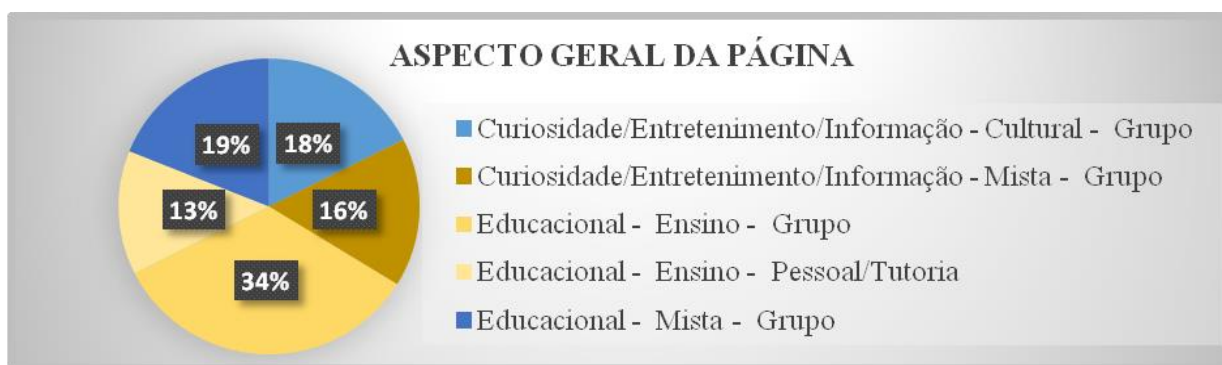 ASPECTO GERAL DA PÁGINA
19%
18%
13%
16%
34%
Curiosidade/Entretenimento/Informação - Cultural - Grupo
Curiosidade/Entretenimento/Informação - Mista - Grupo
Educacional - Ensino - Grupo
Educacional - Ensino - Pessoal/Tutoria
Educacional - Mista - Grupo